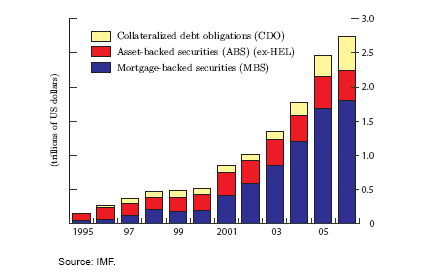 3.0
Collateralized debt obligations (CDO)
Asset-backed securities (ABS) (ex-HEL)
2.5
Mortgage-backed securities (MBS)
2.0
(trillions of US dollars)
1.5
1.0
0.5
0
1995 97 99 2001 03 05
Source: IMF.